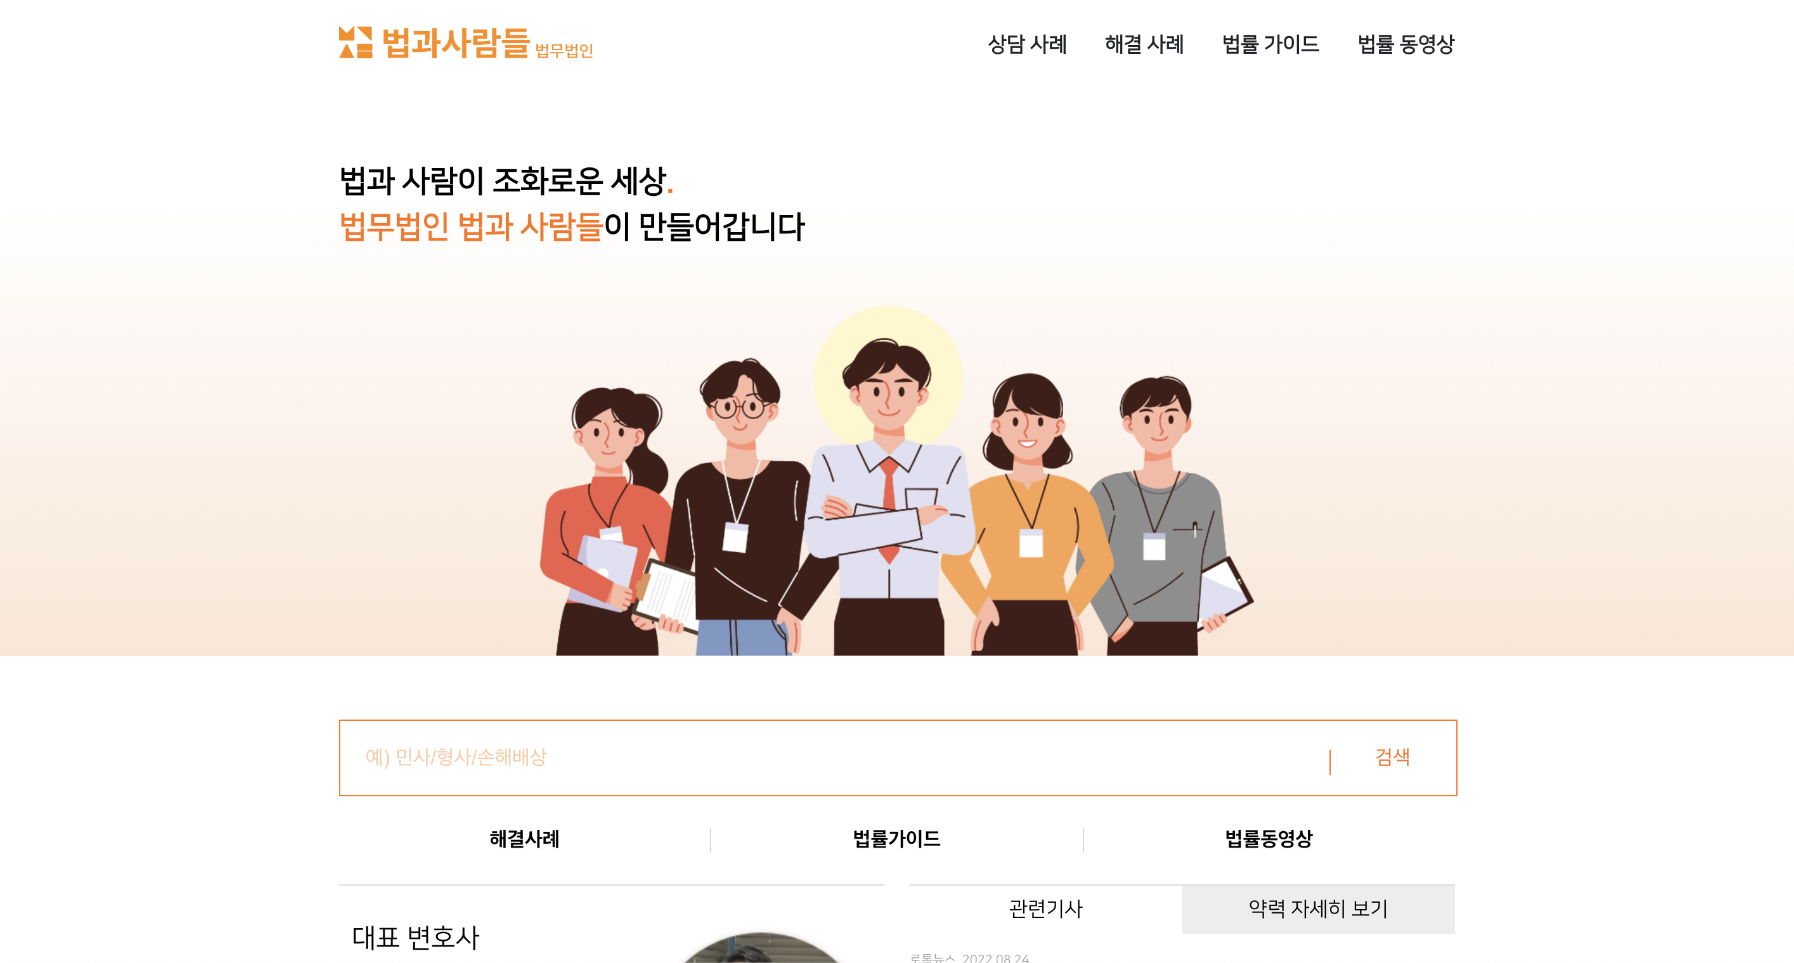 법과사람들 법무법인
상담 사례 해결 사례 법률 가이드 법률 동영상
법과 사람이 조화로운 세상.
법무법인 법과 사람들이 만들어갑니다
예) 민사/형사/손해배상 검색
해결사례 법률가이드 법률동영상
관련기사 약력 자세히 보기
대표 변호사
로톡뉴스 2022.08.24